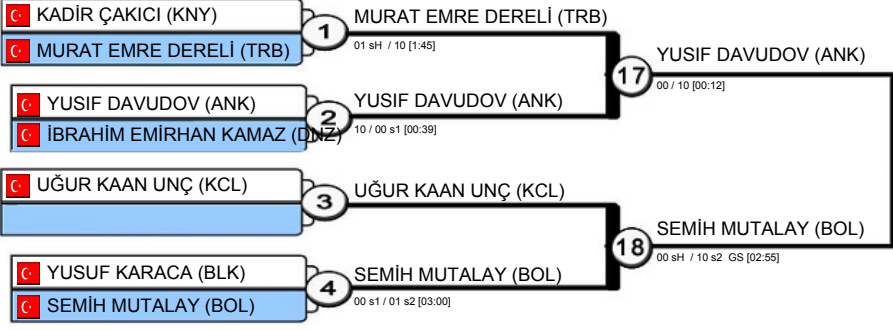 KADİR ÇAKICI (KNY)
MURAT EMRE DERELİ (TRB)
1
MURAT EMRE DERELİ (TRB)
01 sH / 10 [1:45]
YUSIF DAVUDOV (ANK)
İBRAHİM EMİRHAN KAMAZ (DNZ)
2
YUSIF DAVUDOV (ANK)
10 / 00 s1 [00:39]
17
YUSIF DAVUDOV (ANK)
00 / 10 [00:12]
UĞUR KAAN UNÇ (KCL)
3
UĞUR KAAN UNÇ (KCL)
YUSUF KARACA (BLK)
SEMİH MUTALAY (BOL)
4
SEMİH MUTALAY (BOL)
00 s1 / 01 s2 [03:00]
18
SEMİH MUTALAY (BOL)
00 sH / 10 s2 GS [02:55]